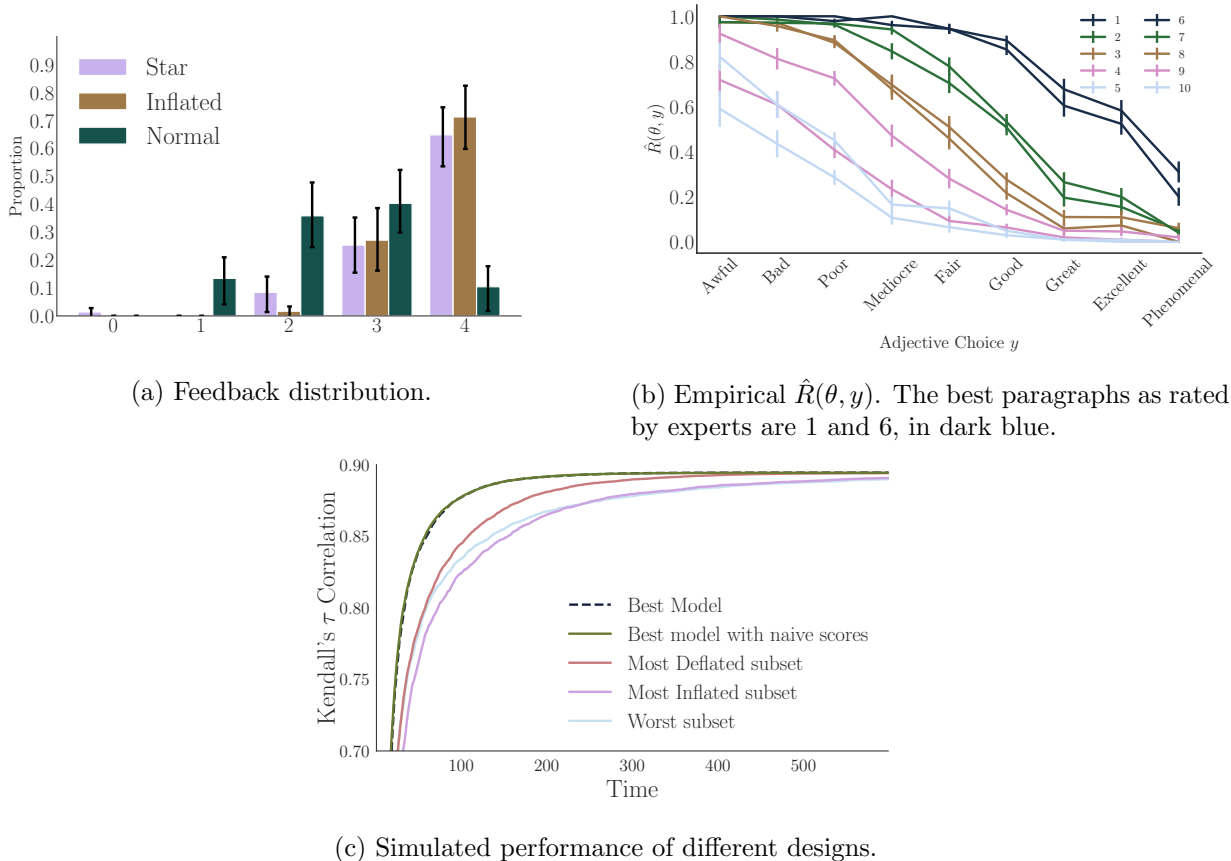 0.9
0.8
0.7
0.6
0.5
0.4
0.3
0.2
0.1
0.0
Proportion
Star
Inflated
Normal
0 1 2 3 4
(a) Feedback distribution.
1.0
0.8
0.6
0.4
0.2
0.0
R̂(θ, y)
1 6
2 7
3 8
4 9
5 10
Awful
Bad
Poor
Mediocre
Fair
Good
Great
Excellent
Phenomenal
Adjective Choice y
(b) Empirical R̂(θ, y). The best paragraphs as rated
by experts are 1 and 6, in dark blue.
0.90
0.85
0.80
0.75
0.70
Kendall's τ Correlation
Best Model
Best model with naive scores
Most Deflated subset
Most Inflated subset
Worst subset
100 200 300 400 500
Time
(c) Simulated performance of different designs.